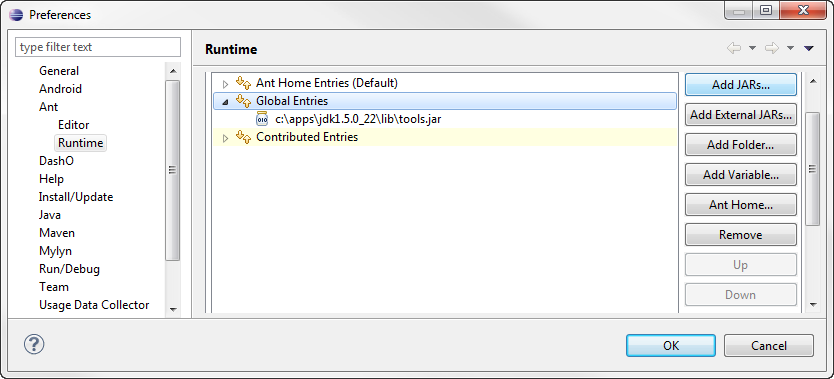 Preferences
type filter text
General
Android
Ant
Editor
Runtime
DashO
Help
Install/Update
Java
Maven
Mylyn
Run/Debug
Team
Usage Data Collector
Runtime
Ant Home Entries (Default)
Global Entries
010
c:\apps\jdk1.5.0_22\lib\tools.jar
Contributed Entries
Add JARs...
Add External JARs...
Add Folder...
Add Variable...
Ant Home...
Remove
Up
Down
?
OK
Cancel